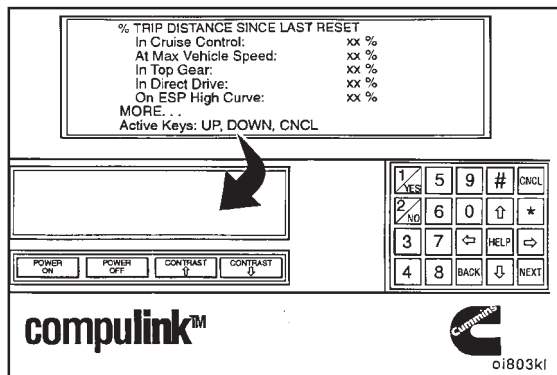 % TRIP DISTANCE SINCE LAST RESET
In Cruise Control: xx %
At Max Vehicle Speed: xx %
In Top Gear: xx %
In Direct Drive: xx %
On ESP High Curve: xx %
MORE. . .
Active Keys: UP, DOWN, CNCL
1/YES 5 9 # CNCL
2/NO 6 0 ⇧ *
3 7 ⇦ HELP ⇨
4 8 BACK ⇩ NEXT
POWER ON POWER OFF CONTRAST ⇧ CONTRAST ⇩
compulink™
Cummins
oi803kl